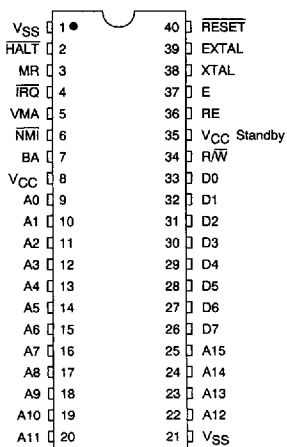 VSS 1 40 RESET
HALT 2 39 EXTAL
MR 3 38 XTAL
IRQ 4 37 E
VMA 5 36 RE
NMI 6 35 VCC Standby
BA 7 34 R/W
VCC 8 33 D0
A0 9 32 D1
A1 10 31 D2
A2 11 30 D3
A3 12 29 D4
A4 13 28 D5
A5 14 27 D6
A6 15 26 D7
A7 16 25 A15
A8 17 24 A14
A9 18 23 A13
A10 19 22 A12
A11 20 21 VSS